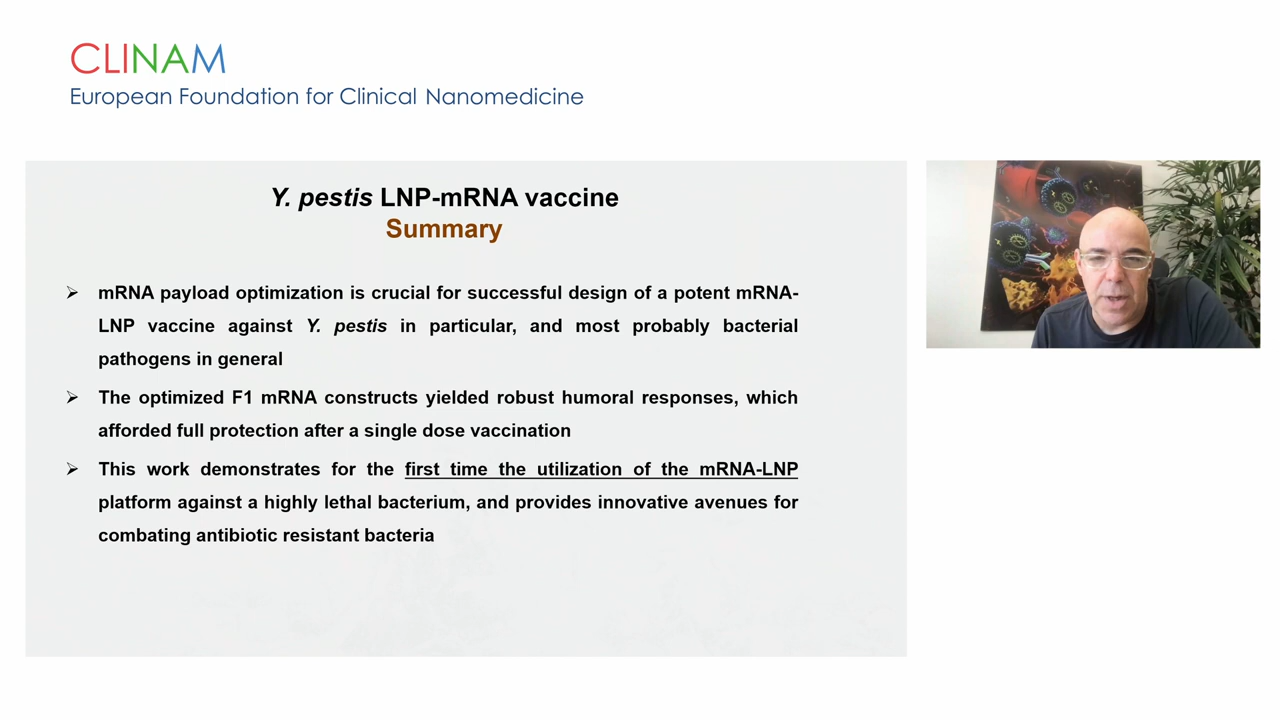 CLINAM
European Foundation for Clinical Nanomedicine
Y. pestis LNP-mRNA vaccine
Summary
➢ mRNA payload optimization is crucial for successful design of a potent mRNA-
LNP vaccine against Y. pestis in particular, and most probably bacterial
pathogens in general
➢ The optimized F1 mRNA constructs yielded robust humoral responses, which
afforded full protection after a single dose vaccination
➢ This work demonstrates for the first time the utilization of the mRNA-LNP
platform against a highly lethal bacterium, and provides innovative avenues for
combating antibiotic resistant bacteria